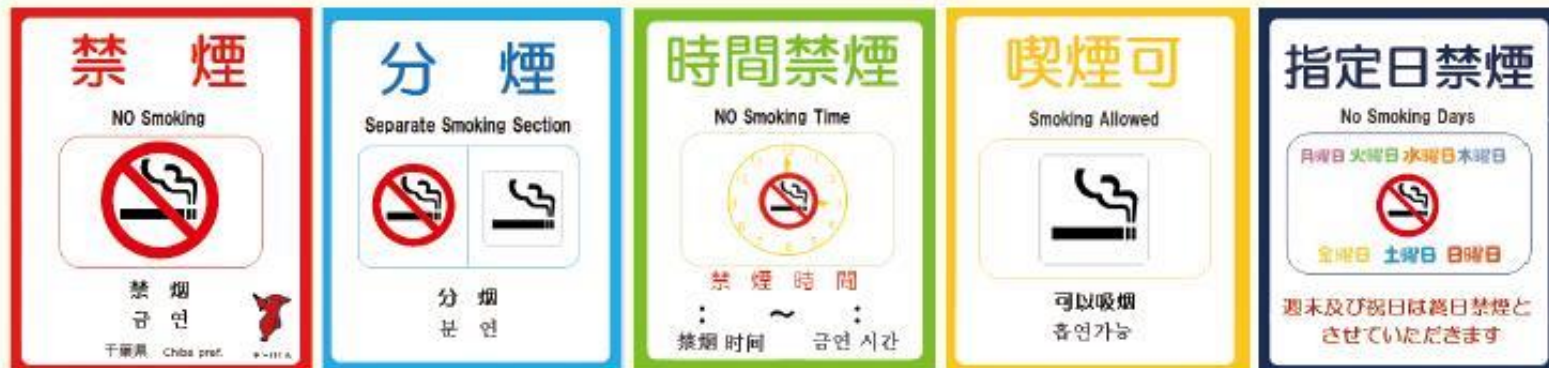 禁煙
NO Smoking
禁 烟
금 연
千葉県 Chiba pref.
分煙
Separate Smoking Section
分 烟
분 연
時間禁煙
NO Smoking Time
禁煙時間
: ~ :
禁烟 时间 금연 시간
喫煙可
Smoking Allowed
可以吸烟
흡연가능
指定日禁煙
No Smoking Days
月曜日 火曜日 水曜日 木曜日
金曜日 土曜日 日曜日
週末及び祝日は終日禁煙と
させていただきます